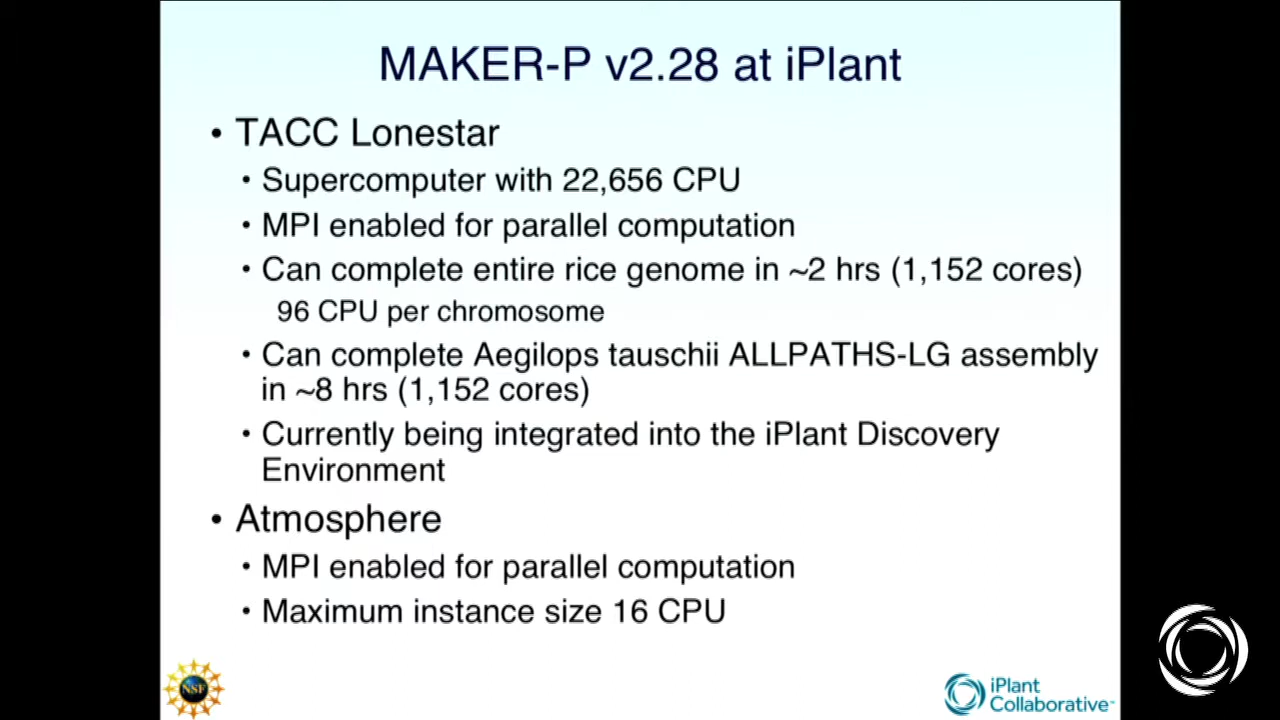 MAKER-P v2.28 at iPlant
• TACC Lonestar
• Supercomputer with 22,656 CPU
• MPI enabled for parallel computation
• Can complete entire rice genome in ~2 hrs (1,152 cores)
96 CPU per chromosome
• Can complete Aegilops tauschii ALLPATHS-LG assembly
in ~8 hrs (1,152 cores)
• Currently being integrated into the iPlant Discovery
Environment
• Atmosphere
• MPI enabled for parallel computation
• Maximum instance size 16 CPU
NSF
iPlant
Collaborative™